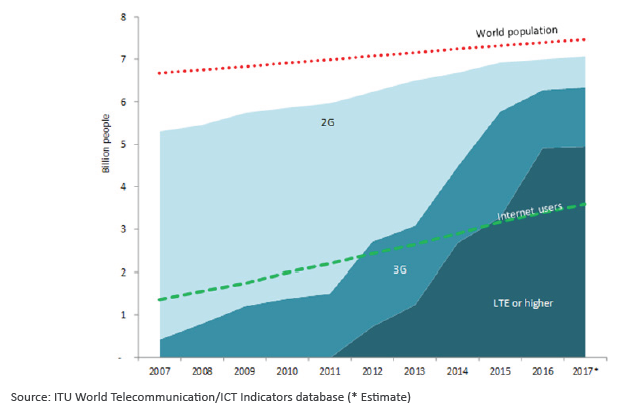 8
World population
7
6
2G
5
Billion people
4
Internet users
3
3G
2
LTE or higher
1
-
2007 2008 2009 2010 2011 2012 2013 2014 2015 2016 2017*
Source: ITU World Telecommunication/ICT Indicators database (* Estimate)